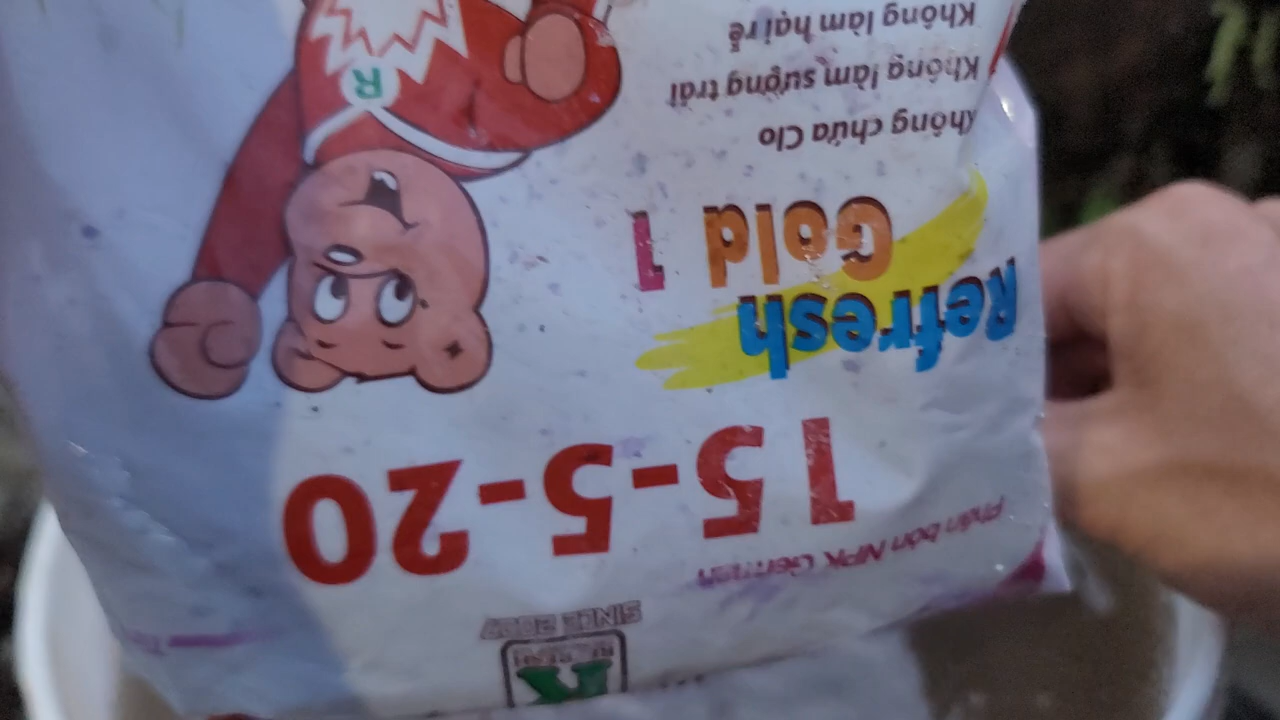 SINCE 2007
Phân bón NPK German
15-5-20
Refresh
Gold 1
Không chứa Clo
Không làm sượng trái
Không làm hại rễ
R